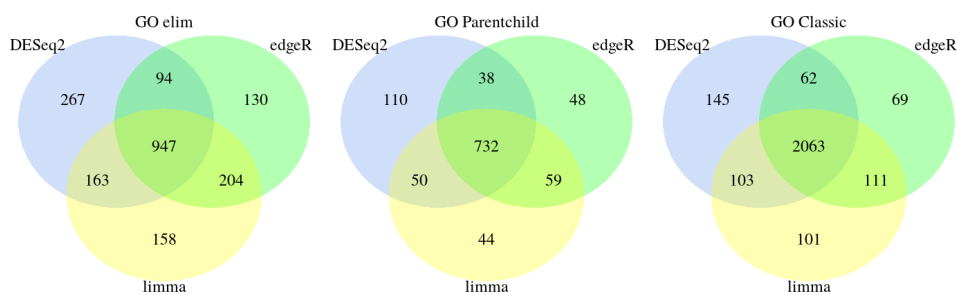 GO elim
DESeq2
edgeR
94
267
130
947
163
204
158
limma
GO Parentchild
DESeq2
edgeR
38
110
48
732
50
59
44
limma
GO Classic
DESeq2
edgeR
62
145
69
2063
103
111
101
limma